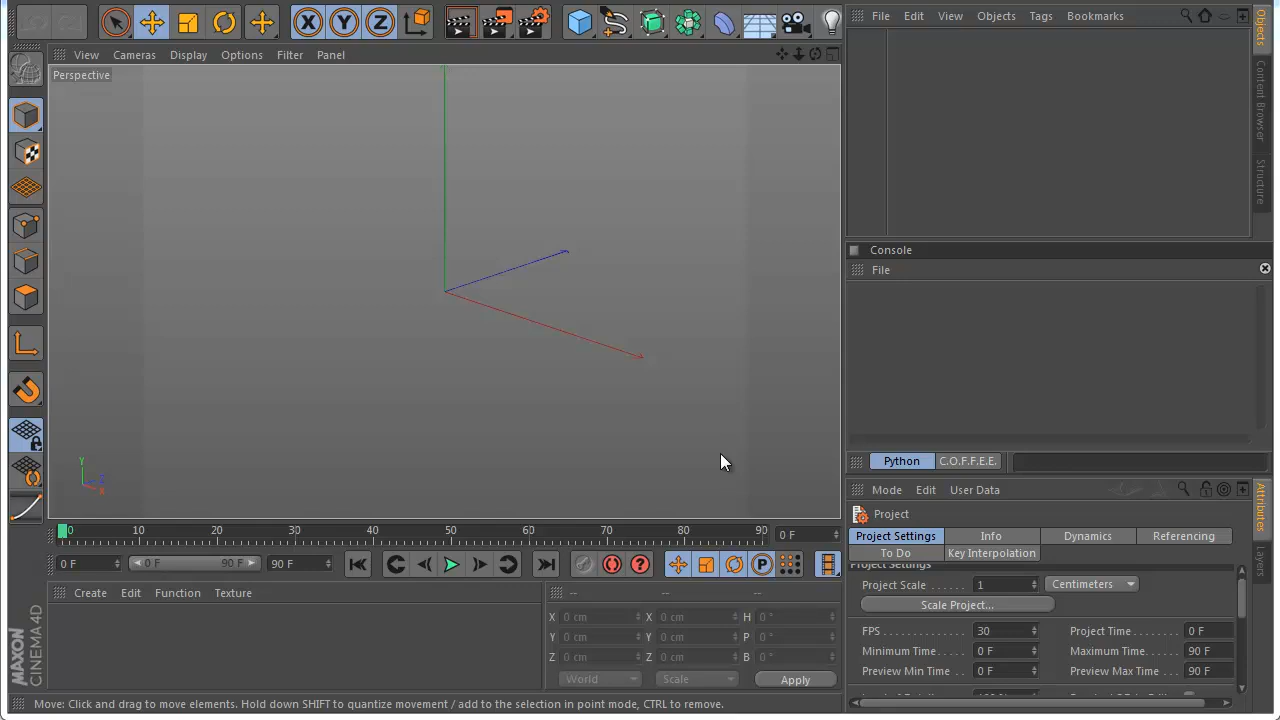 X Y Z
File Edit View Objects Tags Bookmarks
View Cameras Display Options Filter Panel
Perspective
Objects
Content Browser
Structure
Console
File
Y
Z
X
Python C.O.F.F.E.E.
Mode Edit User Data
Project
Project Settings Info Dynamics Referencing
To Do Key Interpolation
Project Settings
Project Scale . . . . . . 1 Centimeters
Scale Project...
FPS . . . . . . . . . . . . . 30 Project Time . . . . . . . . 0 F
Minimum Time . . . . . 0 F Maximum Time . . . . . . 90 F
Preview Min Time . . . 0 F Preview Max Time . . . . 90 F
Attributes
Layers
0 10 20 30 40 50 60 70 80 90 0 F
0 F 0 F 90 F 90 F
P
Create Edit Function Texture
-- -- --
X 0 cm X 0 cm H 0 °
Y 0 cm Y 0 cm P 0 °
Z 0 cm Z 0 cm B 0 °
World Scale Apply
MAXON
CINEMA 4D
Move: Click and drag to move elements. Hold down SHIFT to quantize movement / add to the selection in point mode, CTRL to remove.